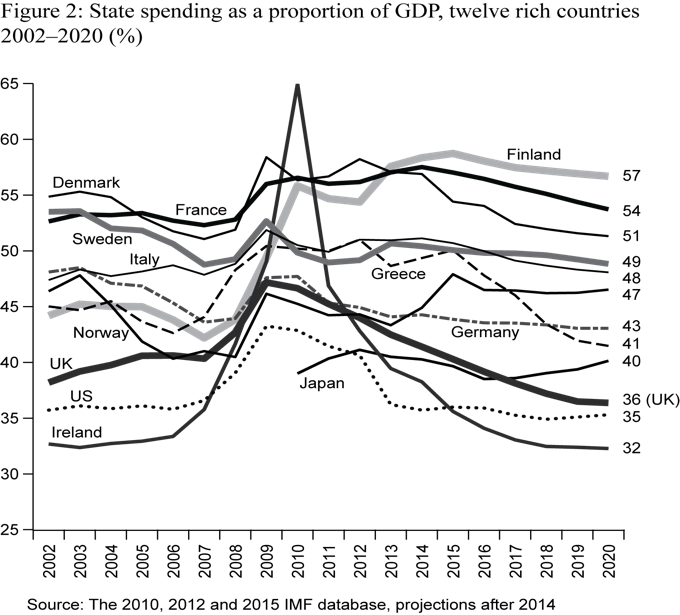 Figure 2: State spending as a proportion of GDP, twelve rich countries
2002–2020 (%)
65
60
55
50
45
40
35
30
25
Denmark
France
Finland
Sweden
Italy
Greece
Norway
Germany
UK
US
Japan
Ireland
57
54
51
49
48
47
43
41
40
36 (UK)
35
32
2002
2003
2004
2005
2006
2007
2008
2009
2010
2011
2012
2013
2014
2015
2016
2017
2018
2019
2020
Source: The 2010, 2012 and 2015 IMF database, projections after 2014